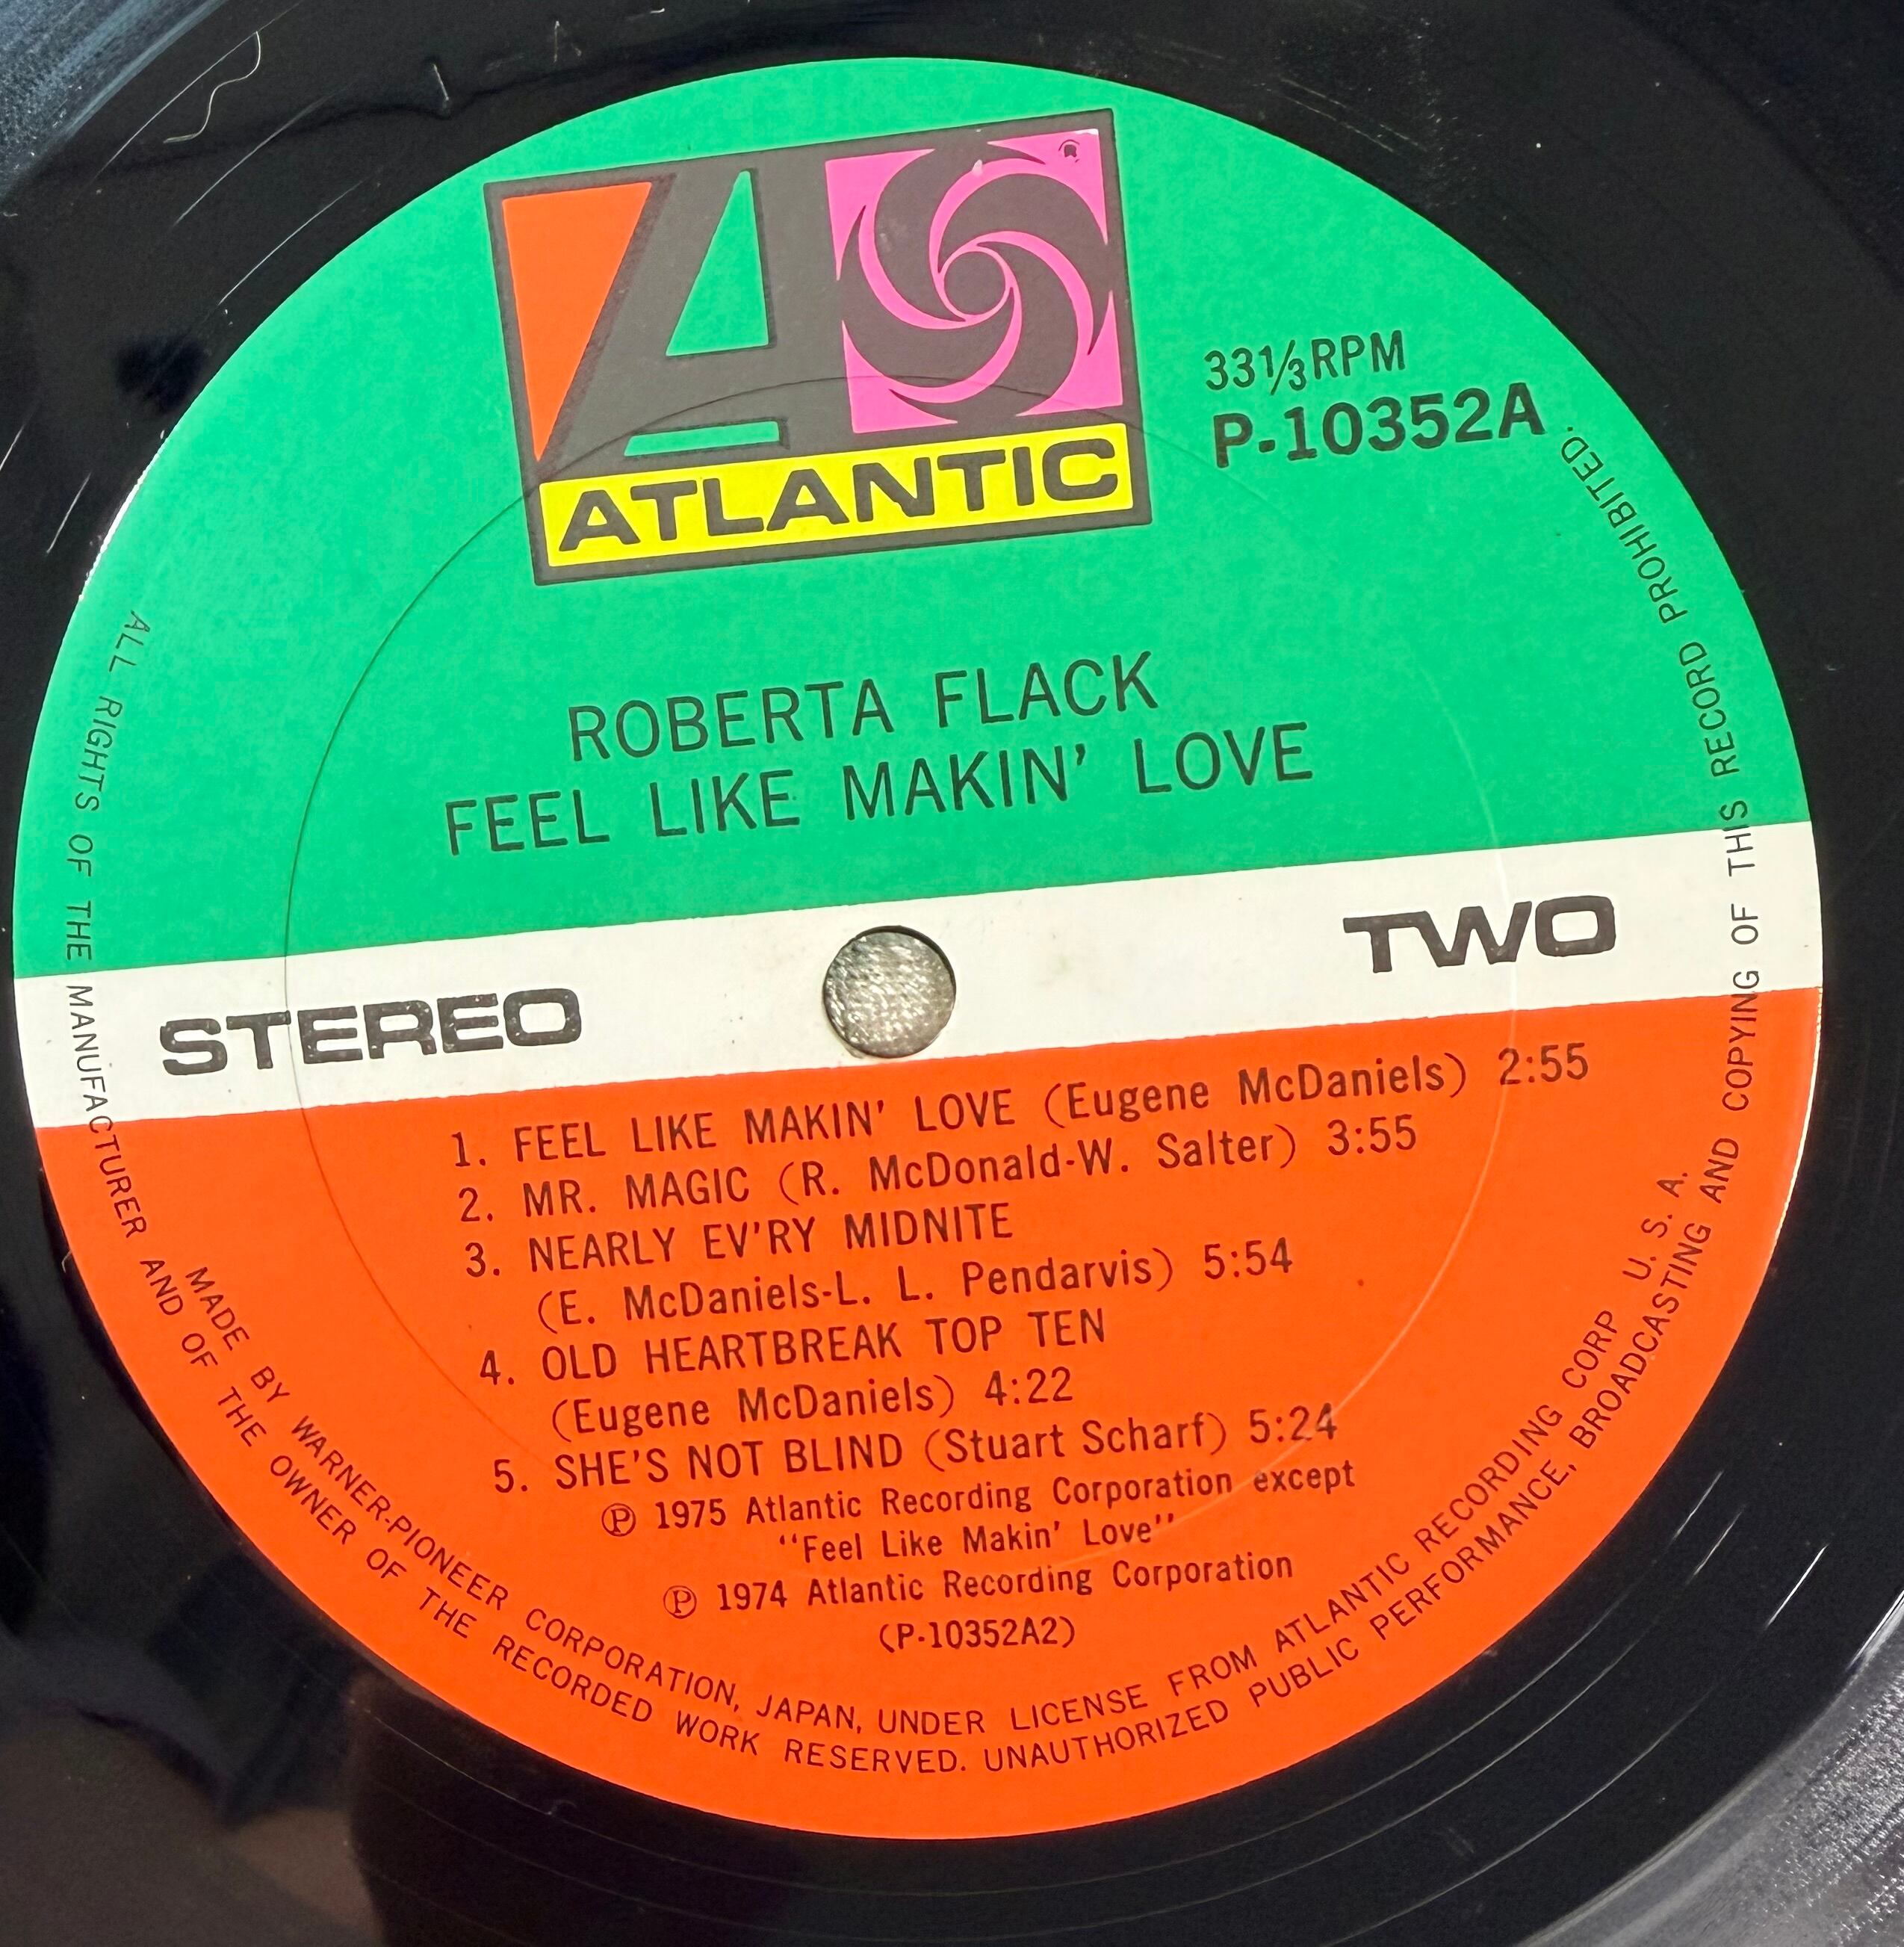 ATLANTIC
®
33⅓RPM
P-10352A
ROBERTA FLACK
FEEL LIKE MAKIN' LOVE
STEREO
TWO
1. FEEL LIKE MAKIN' LOVE (Eugene McDaniels) 2:55
2. MR. MAGIC (R. McDonald-W. Salter) 3:55
3. NEARLY EV'RY MIDNITE
(E. McDaniels-L. L. Pendarvis) 5:54
4. OLD HEARTBREAK TOP TEN
(Eugene McDaniels) 4:22
5. SHE'S NOT BLIND (Stuart Scharf) 5:24
℗ 1975 Atlantic Recording Corporation except
"Feel Like Makin' Love"
℗ 1974 Atlantic Recording Corporation
(P-10352A2)
MADE BY WARNER-PIONEER CORPORATION, JAPAN, UNDER LICENSE FROM ATLANTIC RECORDING CORP U. S. A.
ALL RIGHTS OF THE MANUFACTURER AND OF THE OWNER OF THE RECORDED WORK RESERVED. UNAUTHORIZED PUBLIC PERFORMANCE, BROADCASTING AND COPYING OF THIS RECORD PROHIBITED.